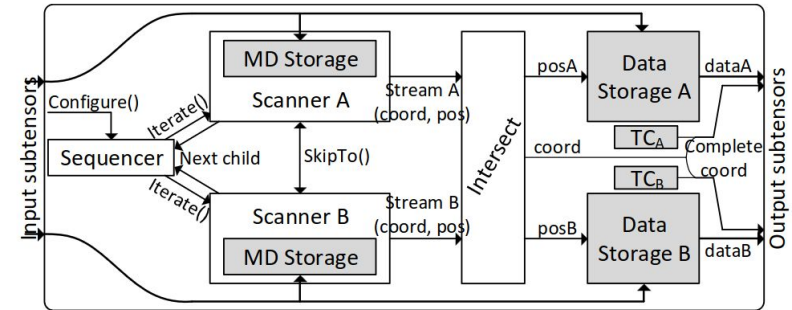 Input subtensors
Configure()
Sequencer
Iterate()
Next child
Iterate()
MD Storage
Scanner A
SkipTo()
Scanner B
MD Storage
Stream A
(coord, pos)
Stream B
(coord, pos)
Intersect
posA
coord
posB
Data
Storage A
TCA
TCB
Data
Storage B
dataA
Complete
coord
dataB
Output subtensors